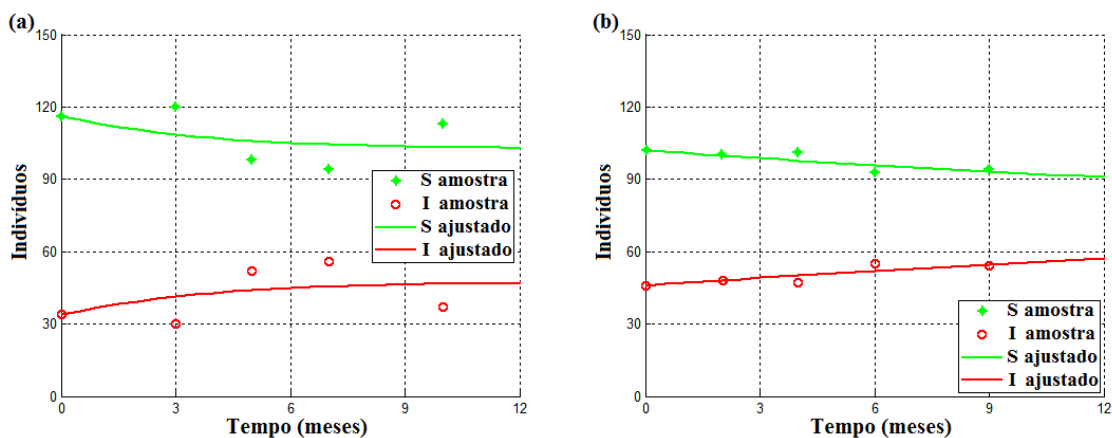 (a)
150
120
90
60
30
0
Indivíduos
0 3 6 9 12
Tempo (meses)
S amostra
I amostra
S ajustado
I ajustado
(b)
150
120
90
60
30
0
Indivíduos
0 3 6 9 12
Tempo (meses)
S amostra
I amostra
S ajustado
I ajustado